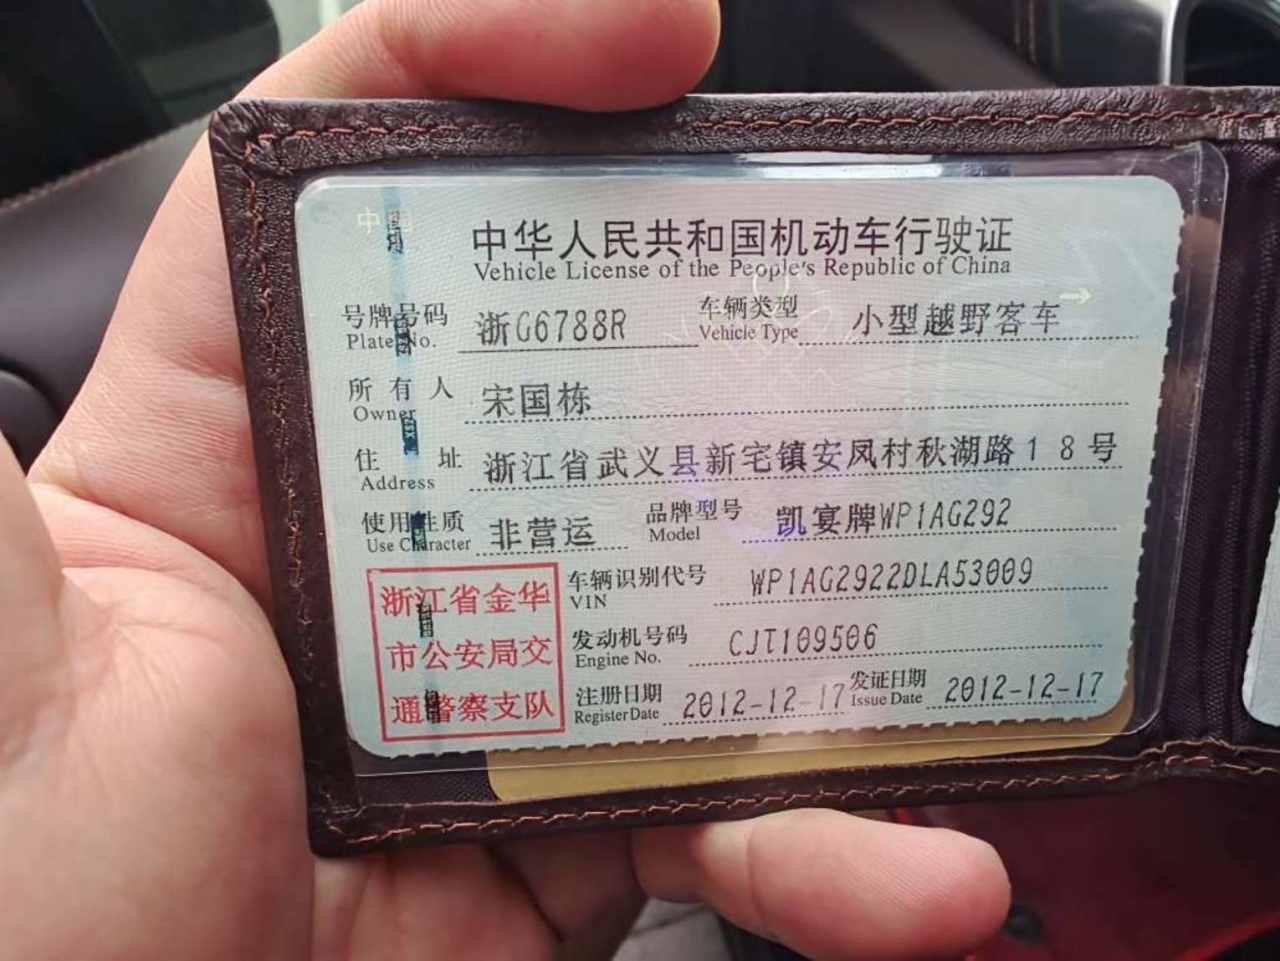 中华人民共和国机动车行驶证
Vehicle License of the People's Republic of China
号牌号码 浙G6788R 车辆类型 小型越野客车
Plate No. Vehicle Type
所有人 宋国栋
Owner
住址 浙江省武义县新宅镇安凤村秋湖路18号
Address
使用性质 非营运 品牌型号 凯宴牌WP1AG292
Use Character Model
浙江省金华
市公安局交
通警察支队
车辆识别代号 WP1AG2922DLA53009
VIN
发动机号码 CJT109506
Engine No.
注册日期 2012-12-17 发证日期 2012-12-17
Register Date Issue Date